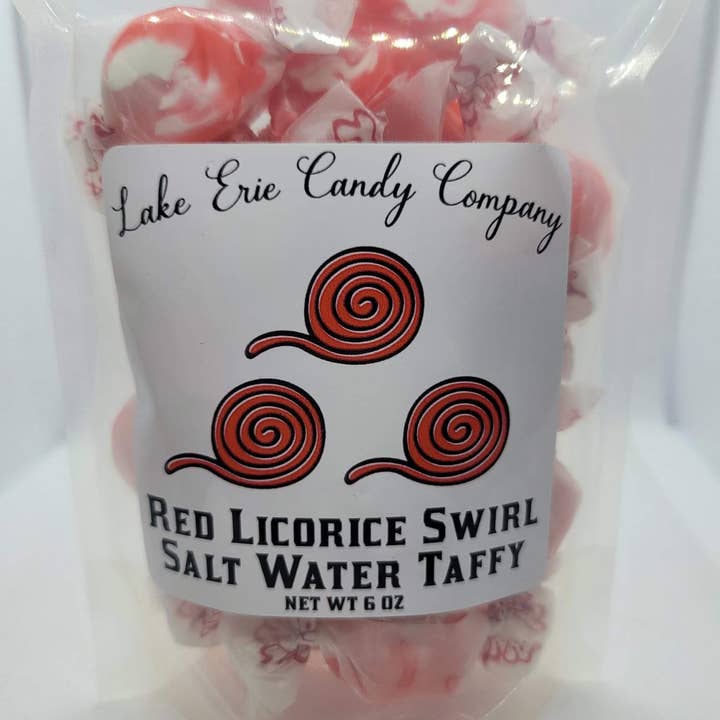 Lake Erie Candy Company
Red Licorice Swirl
Salt Water Taffy
NET WT 6 OZ